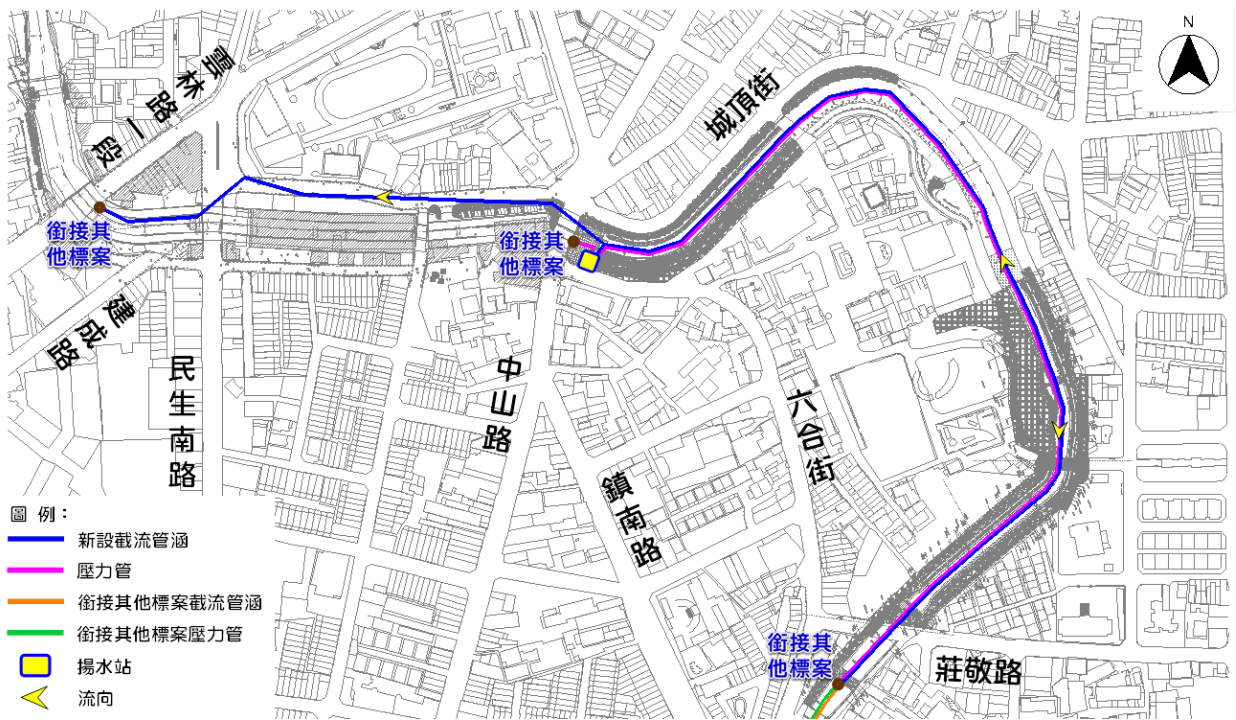 N
雲林路一段
城頂街
銜接其
他標案
銜接其
他標案
建成路
民生南路
中山路
六合街
鎮南路
銜接其
他標案
莊敬路
圖 例：
新設截流管涵
壓力管
銜接其他標案截流管涵
銜接其他標案壓力管
揚水站
流向